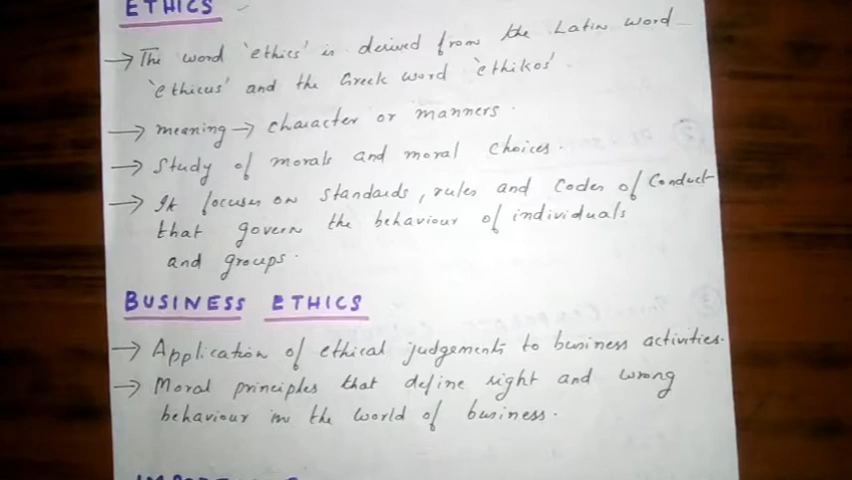 ETHICS
→ The word 'ethics' is derived from the Latin word
'ethicus' and the Greek word 'ethikos'.
→ meaning → character or manners.
→ Study of morals and moral choices.
→ It focuses on standards, rules and codes of conduct
that govern the behaviour of individuals
and groups.
BUSINESS ETHICS
→ Application of ethical judgements to business activities.
→ Moral principles that define right and wrong
behaviour in the world of business.